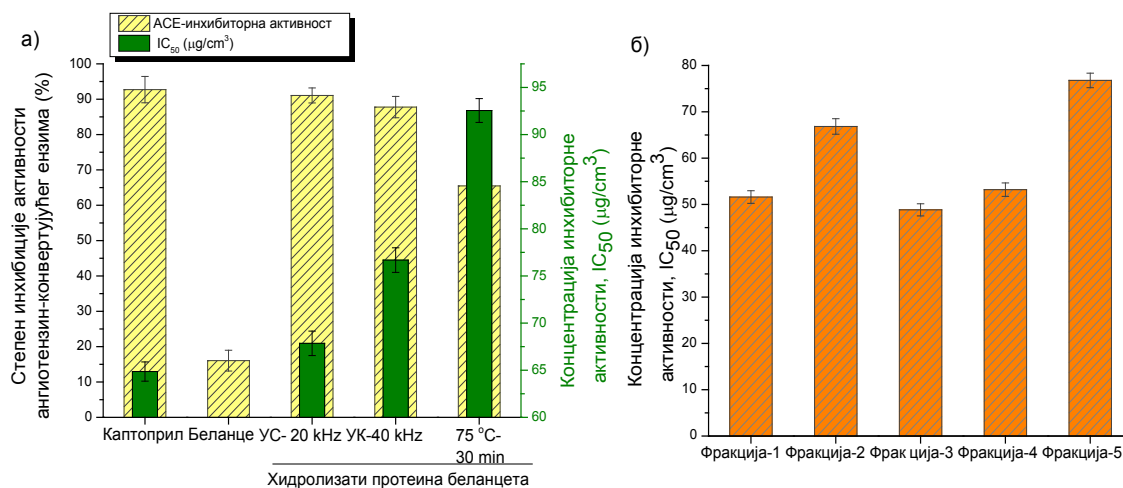 а)
ACE-инхибиторна активност
IC50 (μg/cm3)
Степен инхибиције активности
ангиотензин-конвертујућег ензима (%)
100
90
80
70
60
50
40
30
20
10
0
95
90
85
80
75
70
65
60
Концентрација инхибиторне
активности, IC50 (μg/cm3)
Каптоприл Беланце УС- 20 kHz УК-40 kHz 75 oC-
30 min
Хидролизати протеина беланцета
б)
Концентрација инхибиторне
активности, IC50 (μg/cm3)
80
70
60
50
40
30
20
10
0
Фракција-1 Фракција-2 Фрак ција-3 Фракција-4 Фракција-5